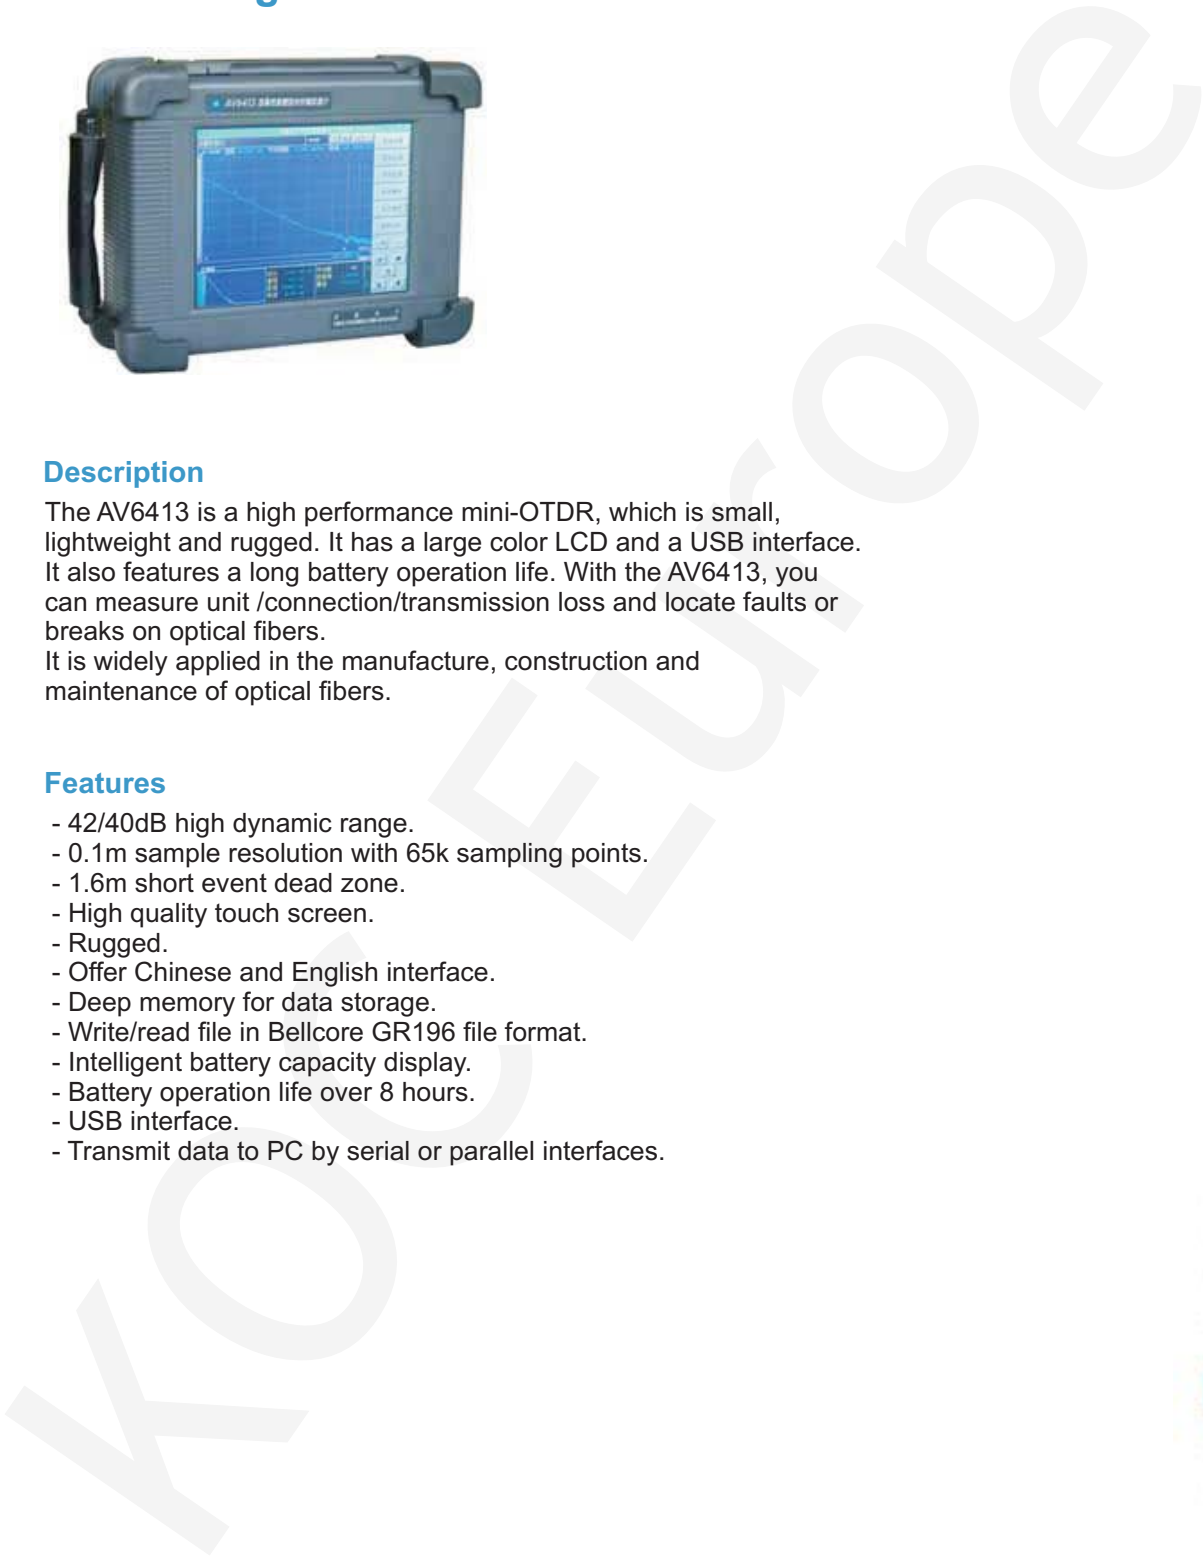 AV6413
Description
The AV6413 is a high performance mini-OTDR, which is small,
lightweight and rugged. It has a large color LCD and a USB interface.
It also features a long battery operation life. With the AV6413, you
can measure unit /connection/transmission loss and locate faults or
breaks on optical fibers.
It is widely applied in the manufacture, construction and
maintenance of optical fibers.
Features
- 42/40dB high dynamic range.
- 0.1m sample resolution with 65k sampling points.
- 1.6m short event dead zone.
- High quality touch screen.
- Rugged.
- Offer Chinese and English interface.
- Deep memory for data storage.
- Write/read file in Bellcore GR196 file format.
- Intelligent battery capacity display.
- Battery operation life over 8 hours.
- USB interface.
- Transmit data to PC by serial or parallel interfaces.
KOC Europe